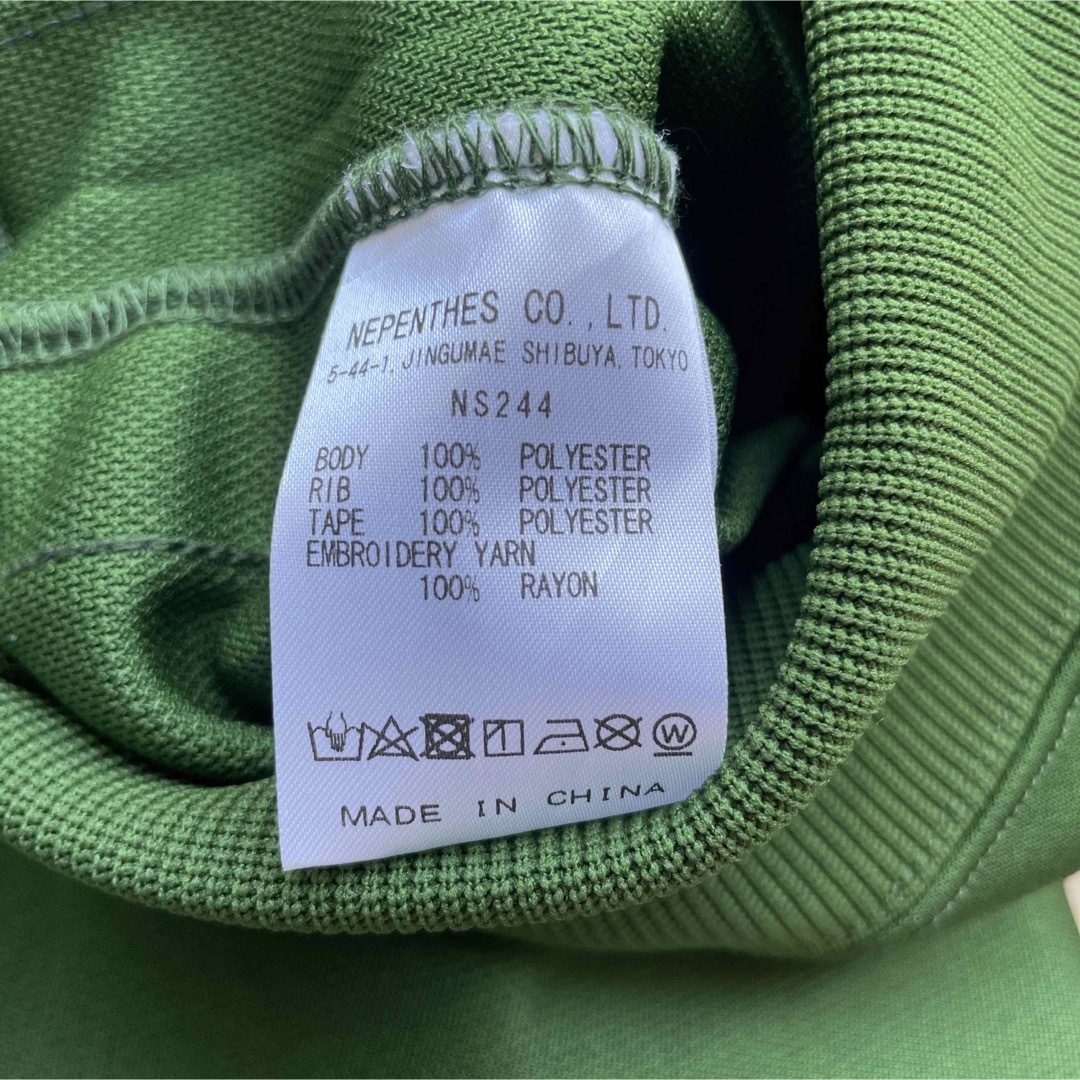 NEPENTHES CO.,LTD.
5-44-1, JINGUMAE SHIBUYA, TOKYO
NS244
BODY 100% POLYESTER
RIB 100% POLYESTER
TAPE 100% POLYESTER
EMBROIDERY YARN
100% RAYON
W
MADE IN CHINA